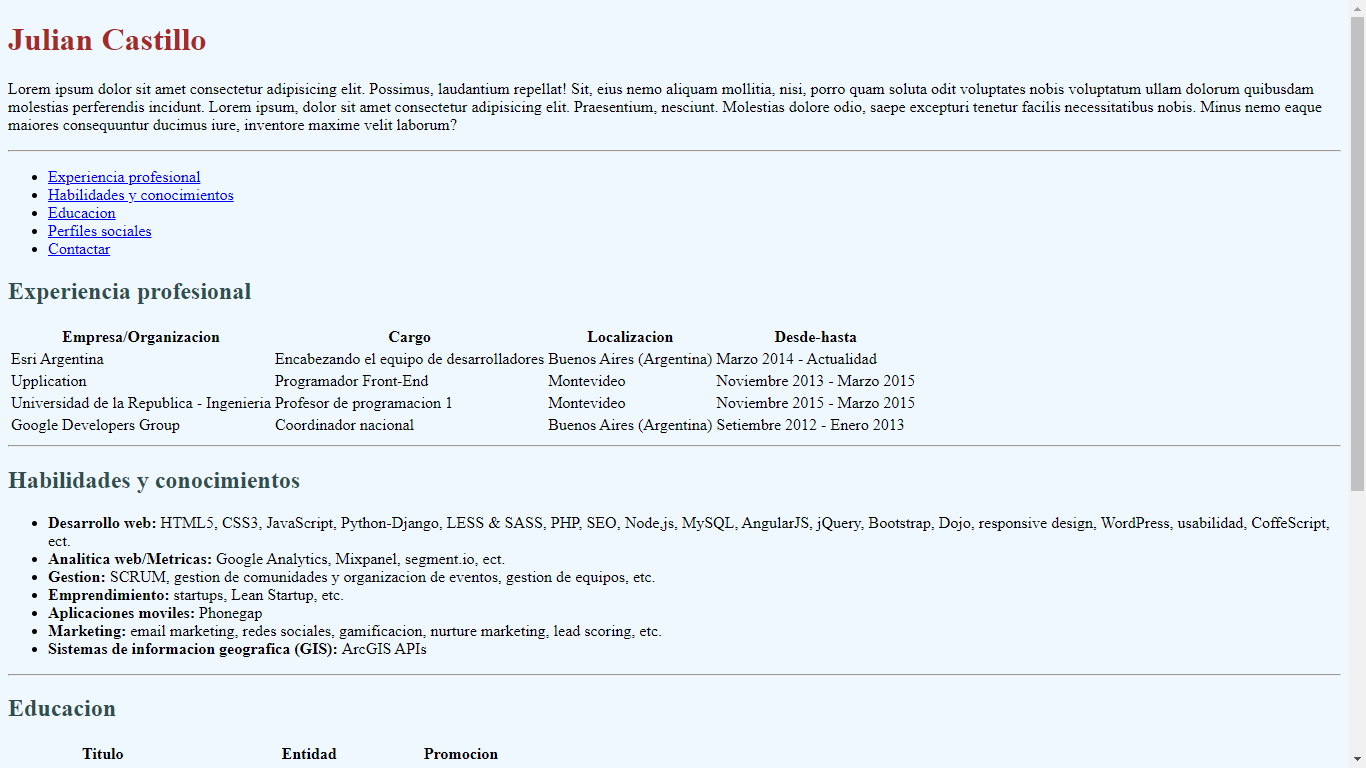 Julian Castillo
Lorem ipsum dolor sit amet consectetur adipisicing elit. Possimus, laudantium repellat! Sit, eius nemo aliquam mollitia, nisi, porro quam soluta odit voluptates nobis voluptatum ullam dolorum quibusdam
molestias perferendis incidunt. Lorem ipsum, dolor sit amet consectetur adipisicing elit. Praesentium, nesciunt. Molestias dolore odio, saepe excepturi tenetur facilis necessitatibus nobis. Minus nemo eaque
maiores consequuntur ducimus iure, inventore maxime velit laborum?
Experiencia profesional
Habilidades y conocimientos
Educacion
Perfiles sociales
Contactar
Experiencia profesional
Empresa/Organizacion Cargo Localizacion Desde-hasta
Esri Argentina Encabezando el equipo de desarrolladores Buenos Aires (Argentina) Marzo 2014 - Actualidad
Upplication Programador Front-End Montevideo Noviembre 2013 - Marzo 2015
Universidad de la Republica - Ingenieria Profesor de programacion 1 Montevideo Noviembre 2015 - Marzo 2015
Google Developers Group Coordinador nacional Buenos Aires (Argentina) Setiembre 2012 - Enero 2013
Habilidades y conocimientos
Desarrollo web: HTML5, CSS3, JavaScript, Python-Django, LESS & SASS, PHP, SEO, Node.js, MySQL, AngularJS, jQuery, Bootstrap, Dojo, responsive design, WordPress, usabilidad, CoffeScript,
ect.
Analitica web/Metricas: Google Analytics, Mixpanel, segment.io, ect.
Gestion: SCRUM, gestion de comunidades y organizacion de eventos, gestion de equipos, etc.
Emprendimiento: startups, Lean Startup, etc.
Aplicaciones moviles: Phonegap
Marketing: email marketing, redes sociales, gamificacion, nurture marketing, lead scoring, etc.
Sistemas de informacion geografica (GIS): ArcGIS APIs
Educacion
Titulo Entidad Promocion